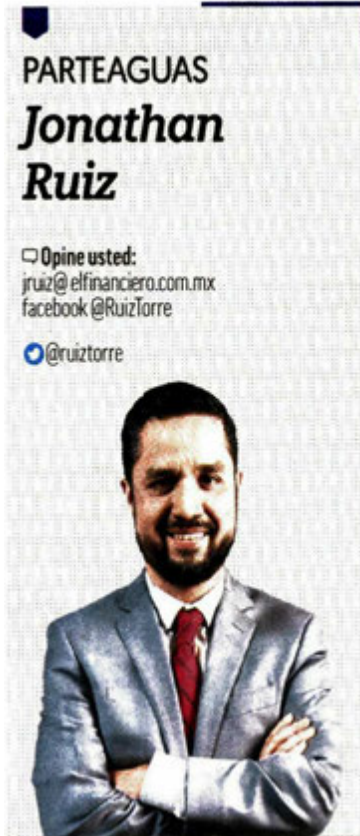 PARTEAGUAS
Jonathan
Ruiz
Opine usted:
jruiz@elfinanciero.com.mx
facebook @RuizTorre
@ruiztorre